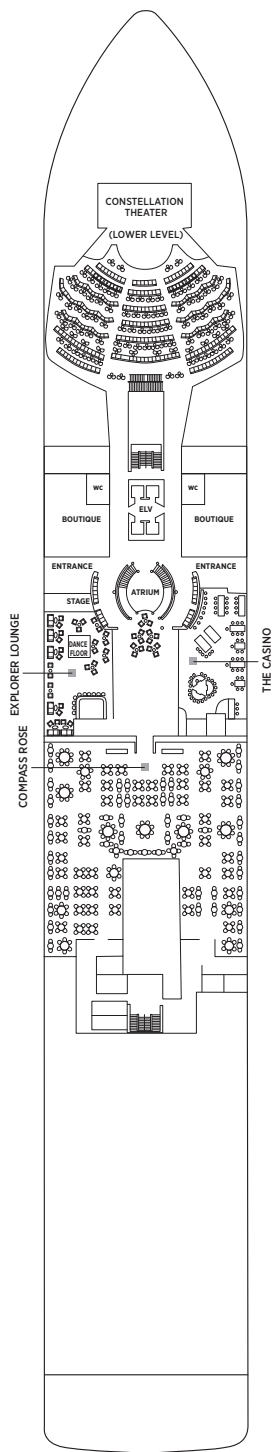 CONSTELLATION
THEATER
(LOWER LEVEL)
WC
WC
ELV
BOUTIQUE
BOUTIQUE
ENTRANCE
ENTRANCE
ATRIUM
STAGE
DANCE
FLOOR
EXPLORER LOUNGE
THE CASINO
COMPASS ROSE